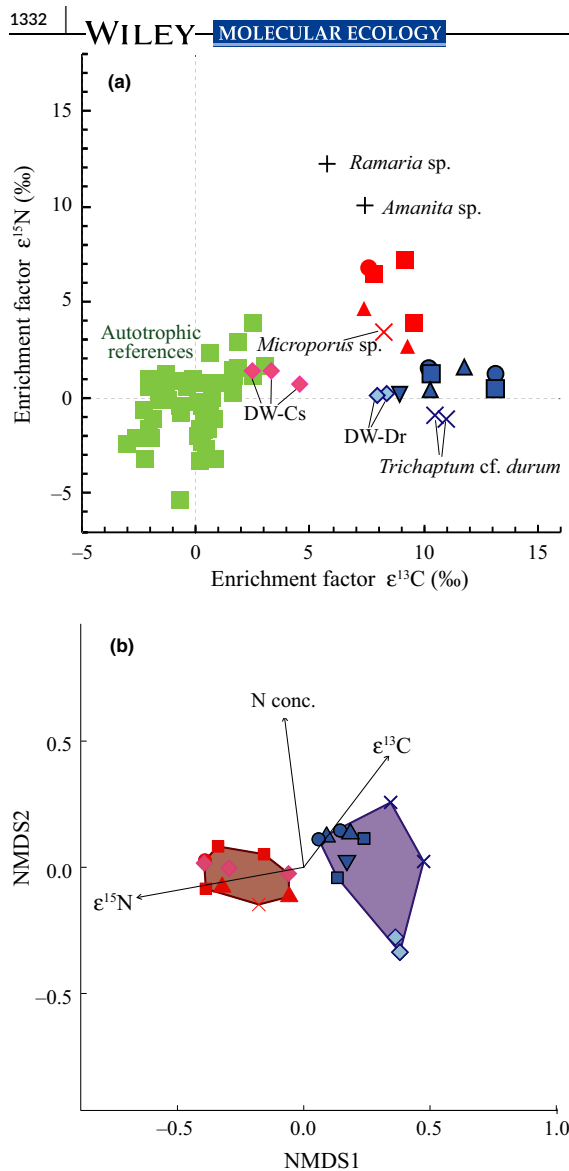 1332
WILEY MOLECULAR ECOLOGY
(a)
15
10
5
0
−5
Enrichment factor ε15N (‰)
Ramaria sp.
Amanita sp.
Autotrophic
references
Microporus sp.
DW-Cs
DW-Dr
Trichaptum cf. durum
−5 0 5 10 15
Enrichment factor ε13C (‰)
(b)
N conc.
ε13C
0.5
NMDS2
0.0
ε15N
−0.5
−0.5 0.0 0.5 1.0
NMDS1